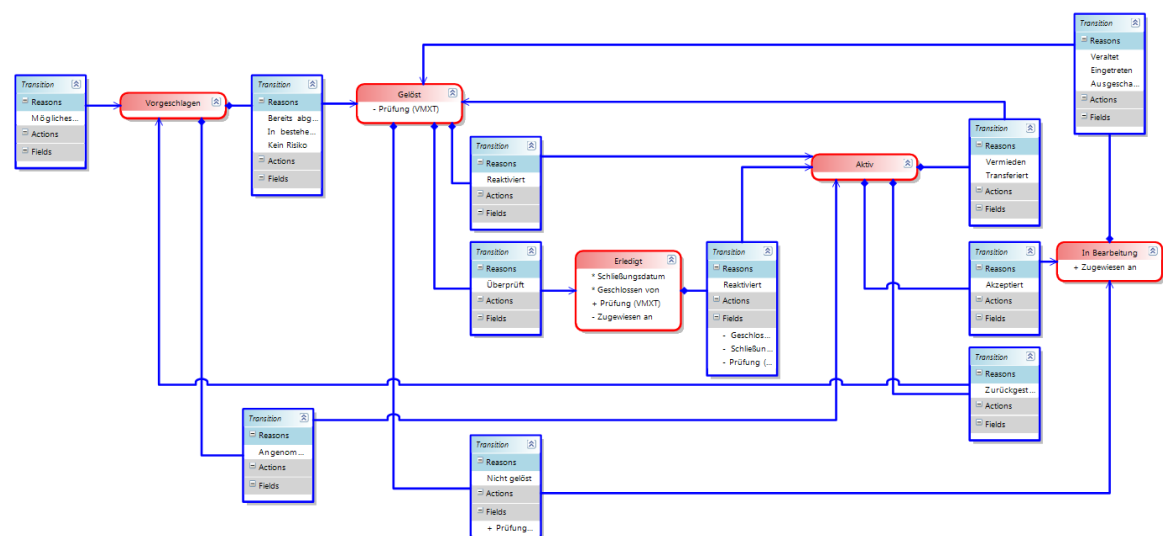 Transition
Reasons
Mögliches...
Actions
Fields
Vorgeschlagen
Transition
Reasons
Bereits abg...
In bestehe...
Kein Risiko
Actions
Fields
Gelöst
- Prüfung (VMXT)
Transition
Reasons
Reaktiviert
Actions
Fields
Transition
Reasons
Überprüft
Actions
Fields
Erledigt
* Schließungsdatum
* Geschlossen von
+ Prüfung (VMXT)
- Zugewiesen an
Transition
Reasons
Reaktiviert
Actions
Fields
- Geschlos...
- Schließun...
- Prüfung (...
Aktiv
Transition
Reasons
Vermieden
Transferiert
Actions
Fields
Transition
Reasons
Veraltet
Eingetreten
Ausgescha...
Actions
Fields
Transition
Reasons
Akzeptiert
Actions
Fields
In Bearbeitung
+ Zugewiesen an
Transition
Reasons
Zurückgest...
Actions
Fields
Transition
Reasons
Angenom...
Actions
Fields
Transition
Reasons
Nicht gelöst
Actions
Fields
+ Prüfung...